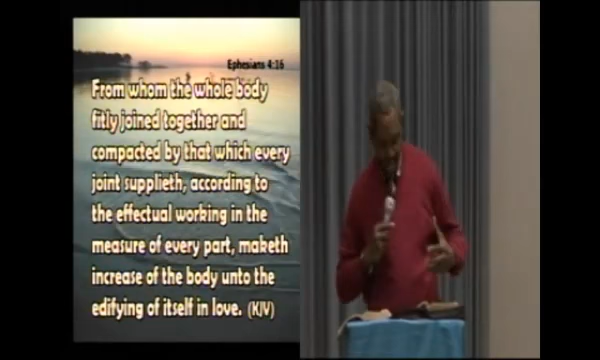 Ephesians 4:16
From whom the whole body
fitly joined together and
compacted by that which every
joint supplieth, according to
the effectual working in the
measure of every part, maketh
increase of the body unto the
edifying of itself in love. (KJV)